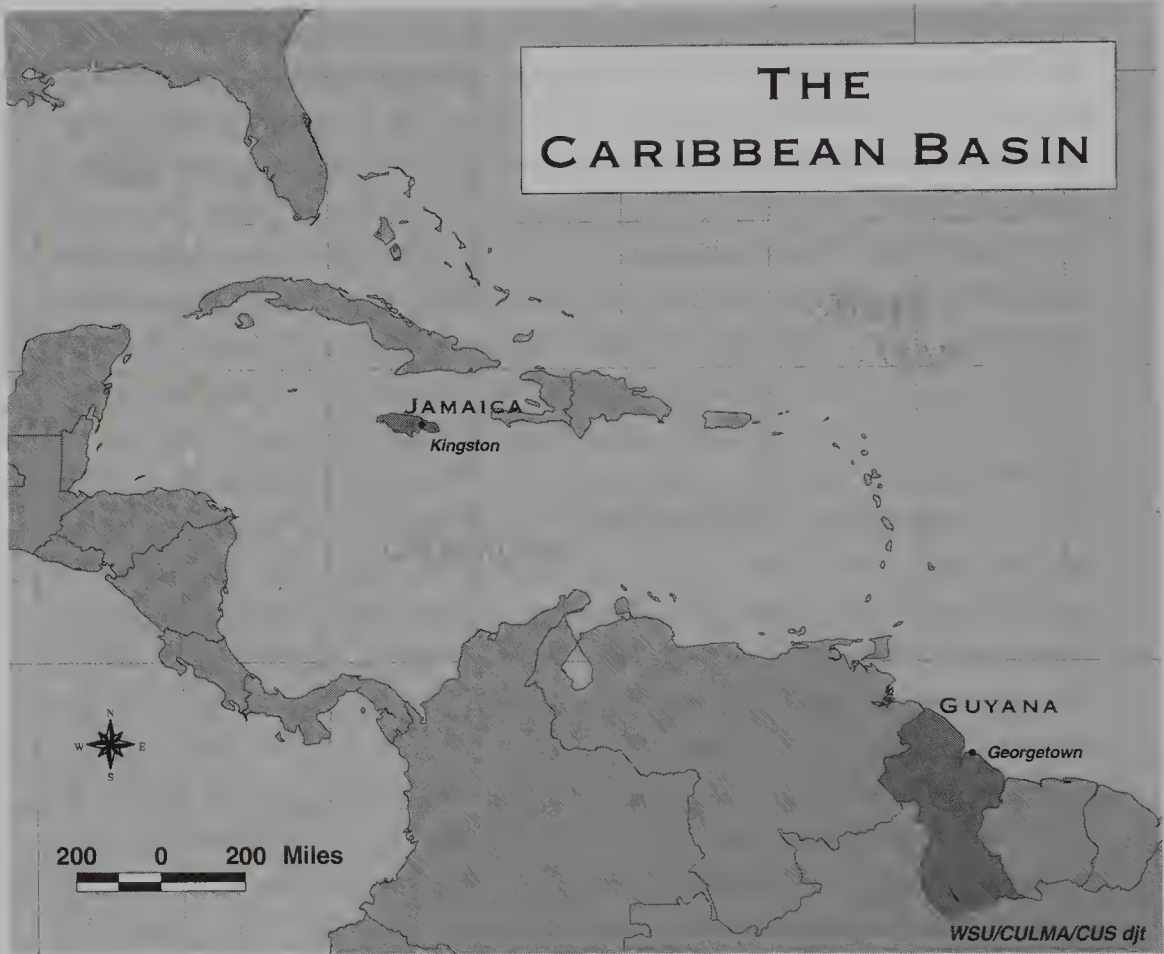 THE
CARIBBEAN BASIN
JAMAICA
Kingston
GUYANA
Georgetown
N
W E
S
200 0 200 Miles
WSU/CULMA/CUS djt